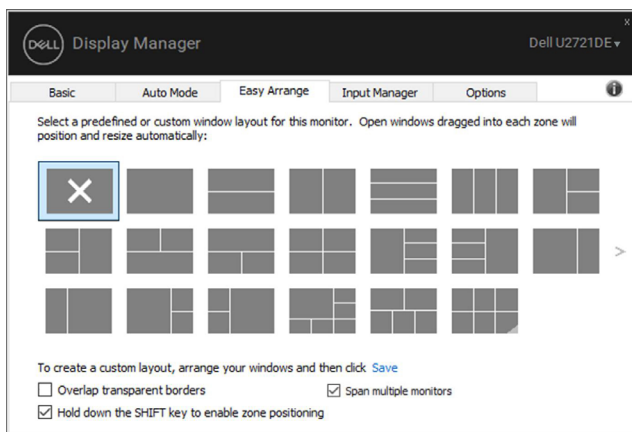 x
DELL Display Manager Dell U2721DE
Basic Auto Mode Easy Arrange Input Manager Options i
Select a predefined or custom window layout for this monitor. Open windows dragged into each zone will
position and resize automatically:
To create a custom layout, arrange your windows and then click Save
Overlap transparent borders Span multiple monitors
Hold down the SHIFT key to enable zone positioning